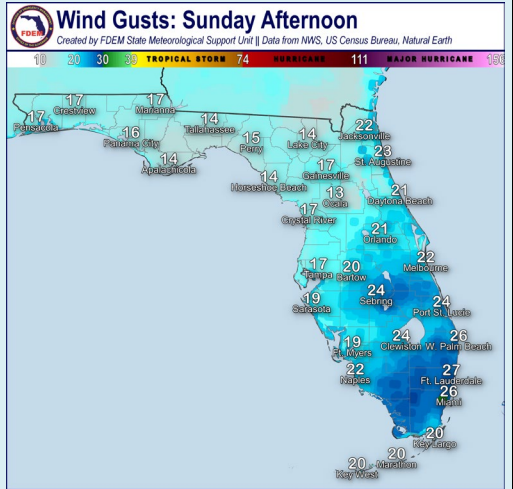 FDEM
Wind Gusts: Sunday Afternoon
Created by FDEM State Meteorological Support Unit || Data from NWS, US Census Bureau, Natural Earth
10 20 30 39 TROPICAL STORM 74 HURRICANE 111 MAJOR HURRICANE 156
17
Crestview
17
Marianna
17
Pensacola
16
Panama City
14
Tallahassee
15
Perry
14
Lake City
22
Jacksonville
23
St. Augustine
14
Apalachicola
14
Horseshoe Beach
17
Gainesville
13
Ocala
21
Daytona Beach
17
Crystal River
21
Orlando
17
Tampa
20
Bartow
22
Melbourne
19
Sarasota
24
Sebring
24
Port St. Lucie
19
Ft. Myers
24
Clewiston
26
W. Palm Beach
22
Naples
27
Ft. Lauderdale
26
Miami
20
Key Largo
20
Marathon
20
Key West